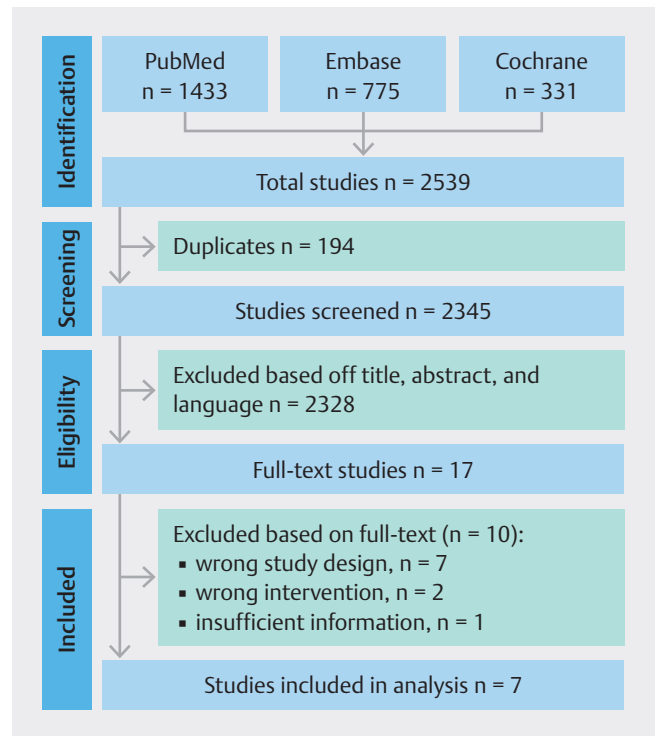 Identification
PubMed
n = 1433
Embase
n = 775
Cochrane
n = 331
Total studies n = 2539
Screening
Duplicates n = 194
Studies screened n = 2345
Eligibility
Excluded based off title, abstract, and
language n = 2328
Full-text studies n = 17
Included
Excluded based on full-text (n = 10):
▪ wrong study design, n = 7
▪ wrong intervention, n = 2
▪ insufficient information, n = 1
Studies included in analysis n = 7